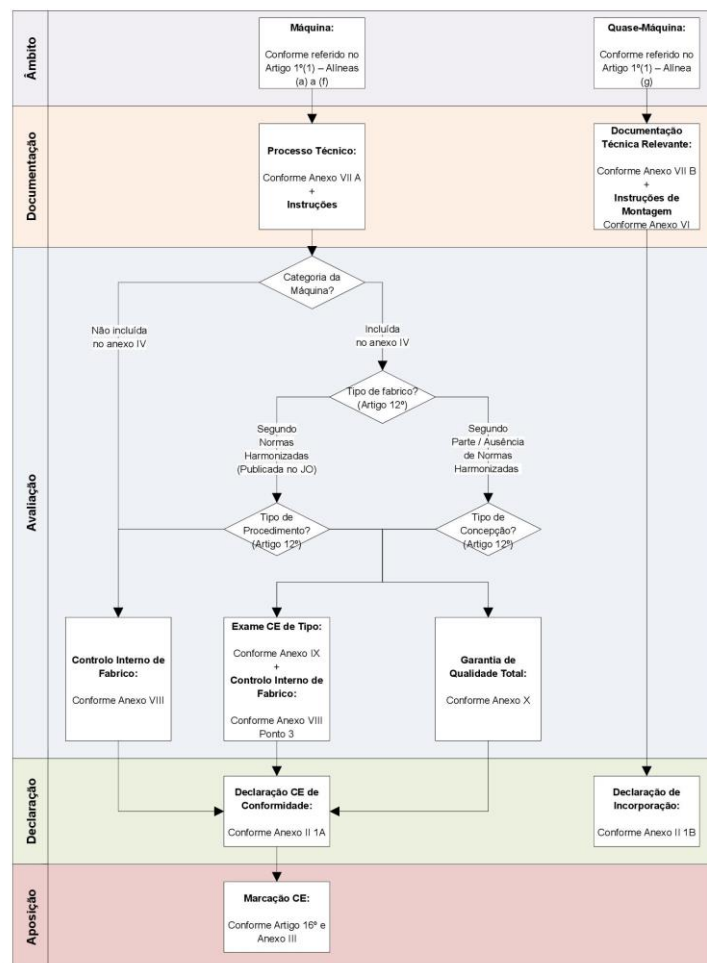 Âmbito
Máquina:
Conforme referido no
Artigo 1º(1) – Alíneas
(a) a (f)
Quase-Máquina:
Conforme referido no
Artigo 1º(1) – Alínea
(g)
Documentação
Processo Técnico:
Conforme Anexo VII A
+
Instruções
Documentação
Técnica Relevante:
Conforme Anexo VII B
+
Instruções de
Montagem
Conforme Anexo VI
Avaliação
Categoria da
Máquina?
Não incluída
no anexo IV
Incluída
no anexo IV
Tipo de fabrico?
(Artigo 12º)
Segundo
Normas
Harmonizadas
(Publicada no JO)
Segundo
Parte / Ausência
de Normas
Harmonizadas
Tipo de
Procedimento?
(Artigo 12º)
Tipo de
Concepção?
(Artigo 12º)
Controlo Interno de
Fabrico:
Conforme Anexo VIII
Exame CE de Tipo:
Conforme Anexo IX
+
Controlo Interno de
Fabrico:
Conforme Anexo VIII
Ponto 3
Garantia de
Qualidade Total:
Conforme Anexo X
Declaração
Declaração CE de
Conformidade:
Conforme Anexo II 1A
Declaração de
Incorporação:
Conforme Anexo II 1B
Aposição
Marcação CE:
Conforme Artigo 16º e
Anexo III